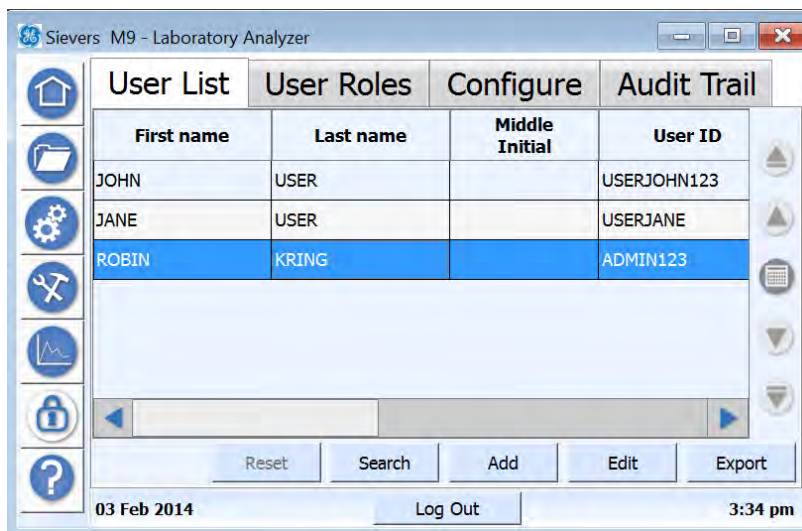 Sievers M9 - Laboratory Analyzer
User List User Roles Configure Audit Trail
First name Last name Middle Initial User ID
JOHN USER USERJOHN123
JANE USER USERJANE
ROBIN KRING ADMIN123
Reset Search Add Edit Export
03 Feb 2014 Log Out 3:34 pm